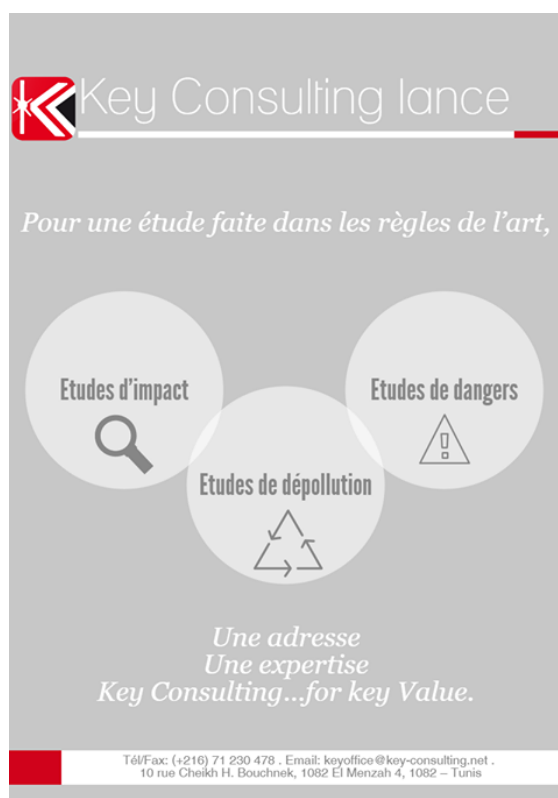 Key Consulting lance
Pour une étude faite dans les règles de l'art,
Etudes d'impact
Etudes de dangers
Etudes de dépollution
Une adresse
Une expertise
Key Consulting...for key Value.
Tél/Fax: (+216) 71 230 478 . Email: keyoffice@key-consulting.net .
10 rue Cheikh H. Bouchnek, 1082 El Menzah 4, 1082 – Tunis